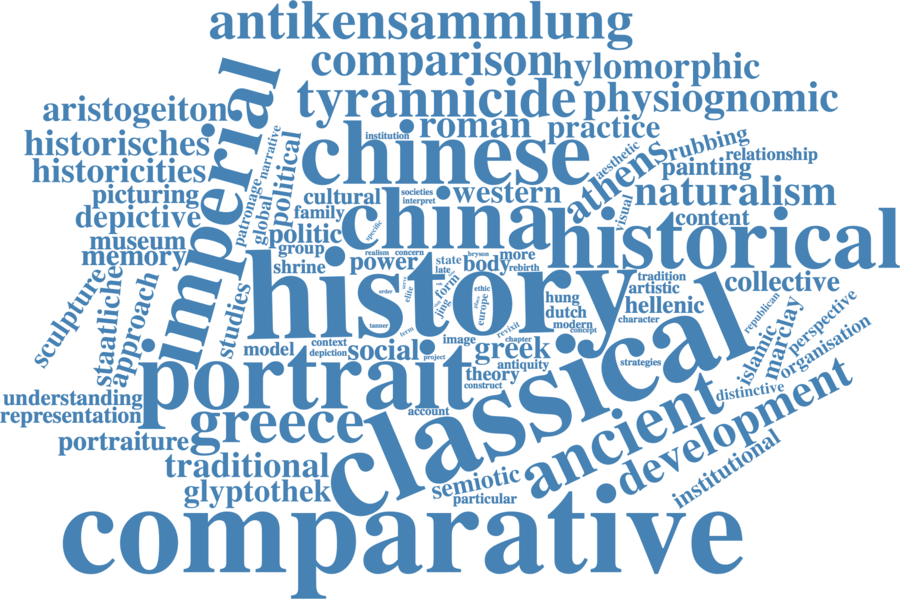 antikensammlung
comparison
hylomorphic
aristogeiton
imperial
tyrannicide
physiognomic
historisches
institution
roman
practice
chinese
rubbing
historicities
narrative
political
aesthetic
athens
painting
relationship
picturing
patronage
global
cultural
societies
interpret
western
naturalism
depictive
family
china
visual
content
museum
politic
specific
historical
memory
group
shrine
realism
concern
power
state
late
bryson
body
more
rebirth
tradition
artistic
collective
sculpture
staatliche
approach
studies
history
order
elite
form
jing
ethic
europe
hung
dutch
modern
concept
hellenic
character
republican
tanner
term
revisit
chapter
model
context
depiction
social
project
image
greek
antiquity
strategies
islamic
marclay
perspective
organisation
portrait
theory
construct
classical
distinctive
understanding
representation
account
greece
ancient
development
portraiture
traditional
semiotic
particular
institutional
glyptothek
comparative